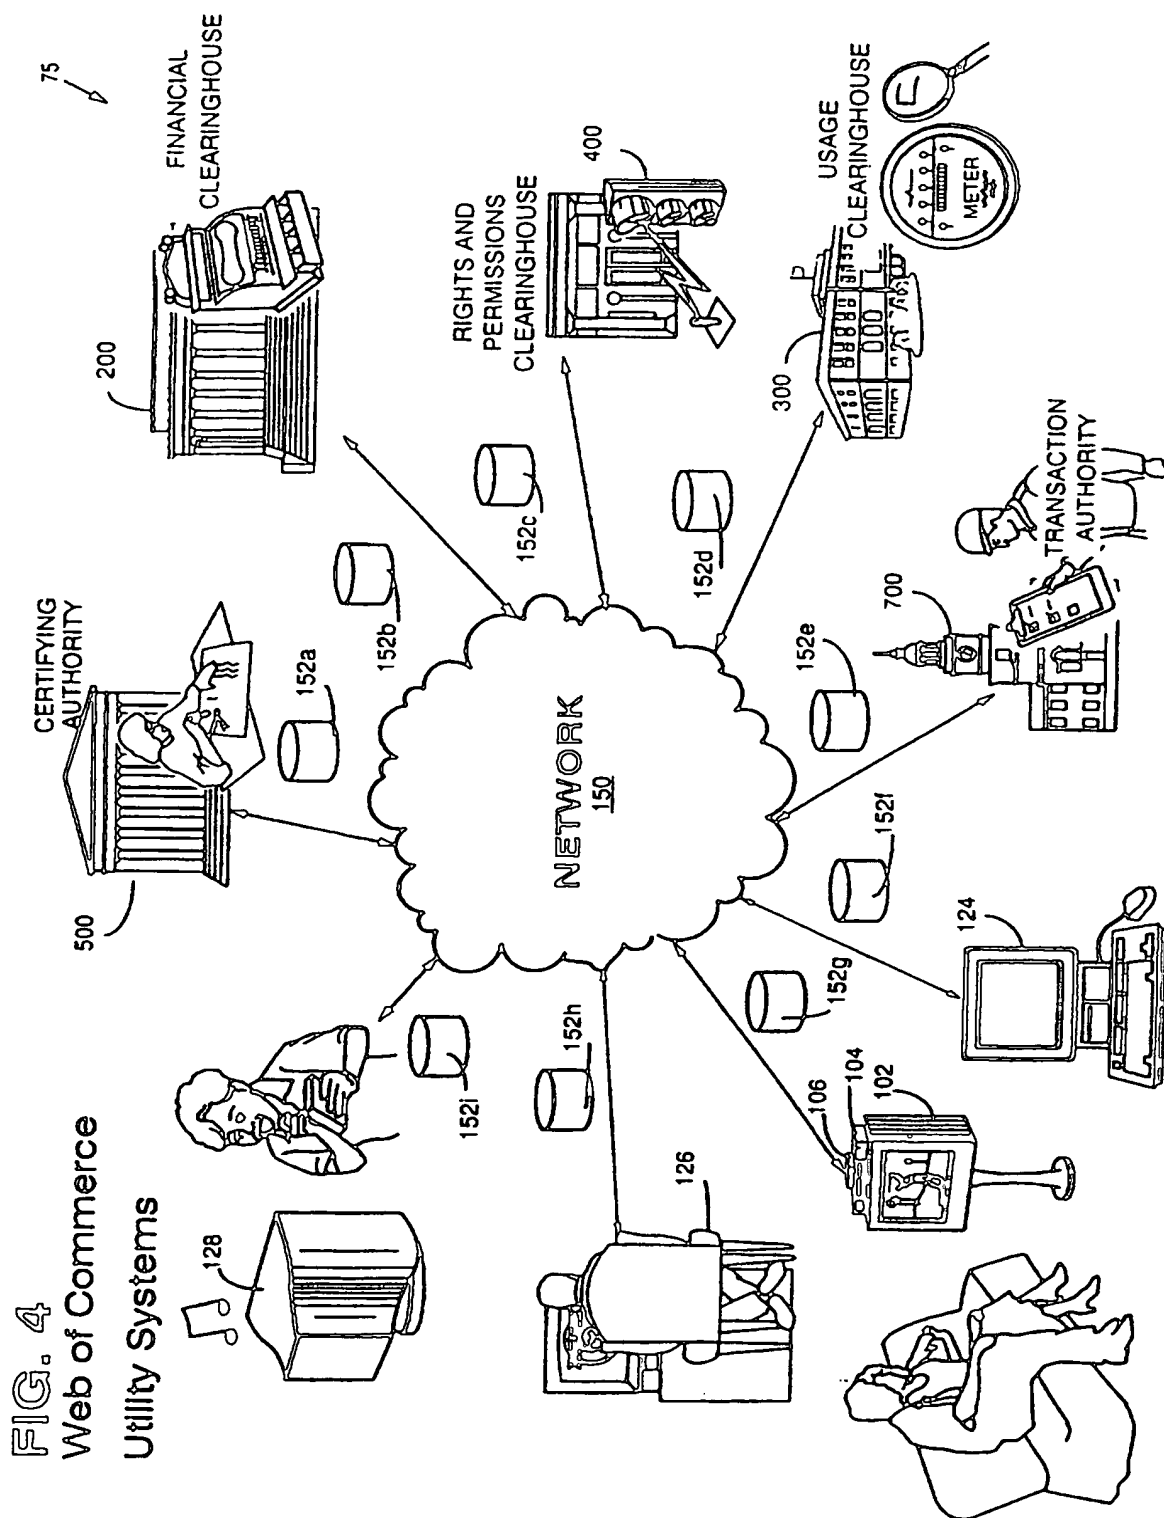 FIG. 4
Web of Commerce
Utility Systems
75
CERTIFYING
AUTHORITY
500
FINANCIAL
CLEARINGHOUSE
200
RIGHTS AND
PERMISSIONS
CLEARINGHOUSE
400
USAGE
CLEARINGHOUSE
300
METER
TRANSACTION
AUTHORITY
700
NETWORK
150
152a
152b
152c
152d
152e
152f
152g
152h
152i
128
126
106
104
102
124